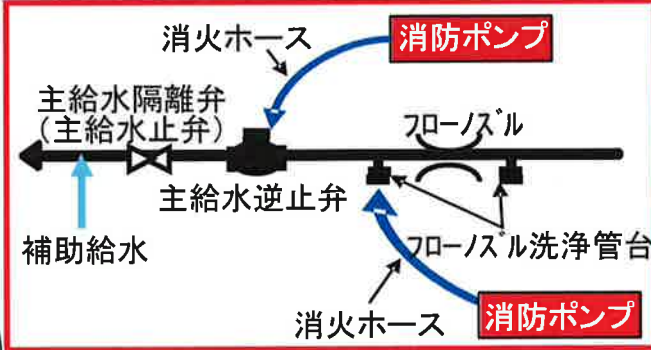 消火ホース
消防ポンプ
主給水隔離弁
(主給水止弁)
フローノズル
主給水逆止弁
補助給水
フローノズル洗浄管台
消火ホース
消防ポンプ